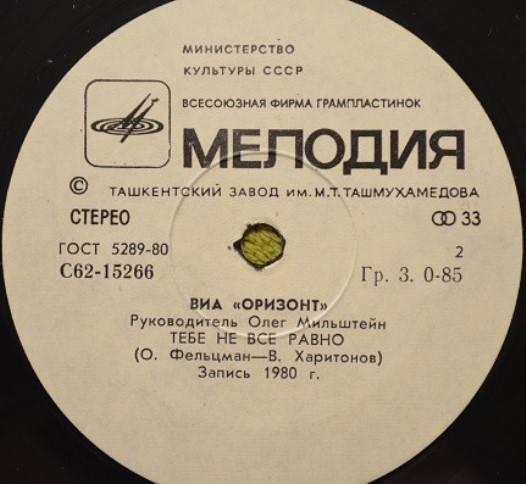 МИНИСТЕРСТВО
КУЛЬТУРЫ СССР
ВСЕСОЮЗНАЯ ФИРМА ГРАМПЛАСТИНОК
МЕЛОДИЯ
© ТАШКЕНТСКИЙ ЗАВОД ИМ. М.Т. ТАШМУХАМЕДОВА
СТЕРЕО
33
ГОСТ 5289-80
2
С62-15266
Гр. 3. 0-85
ВИА «ОРИЗОНТ»
Руководитель Олег Мильштейн
ТЕБЕ НЕ ВСЕ РАВНО
(О. Фельцман—В. Харитонов)
Запись 1980 г.